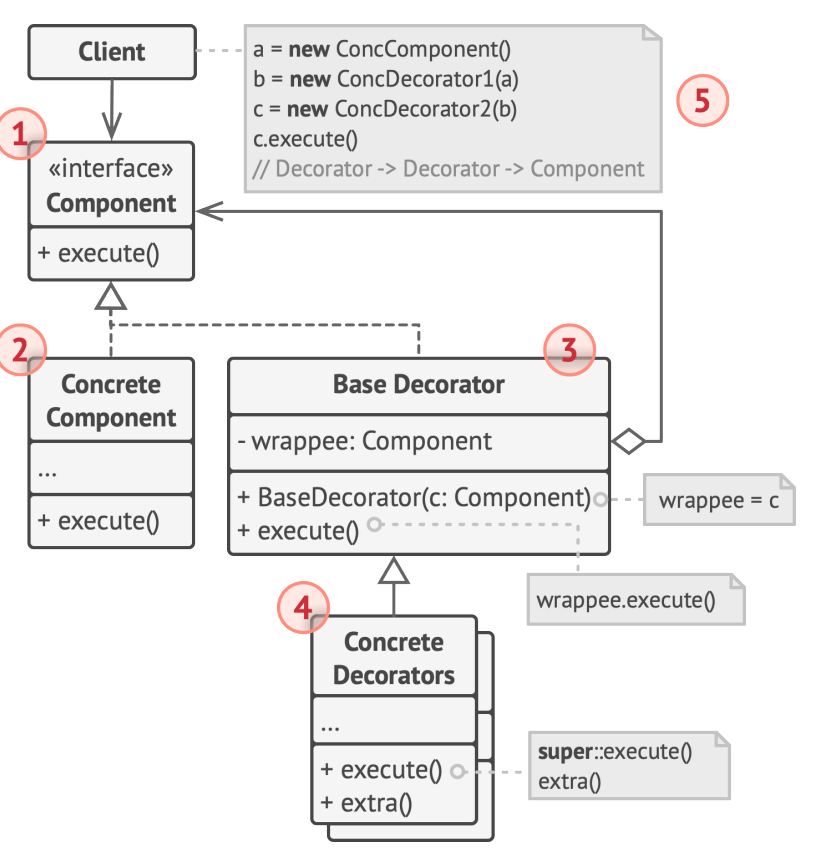 Client
a = new ConcComponent()
b = new ConcDecorator1(a)
c = new ConcDecorator2(b)
c.execute()
// Decorator -> Decorator -> Component
5
1
«interface»
Component
+ execute()
2
Concrete
Component
...
+ execute()
3
Base Decorator
- wrappee: Component
+ BaseDecorator(c: Component)
+ execute()
wrappee = c
wrappee.execute()
4
Concrete
Decorators
...
+ execute()
+ extra()
super::execute()
extra()